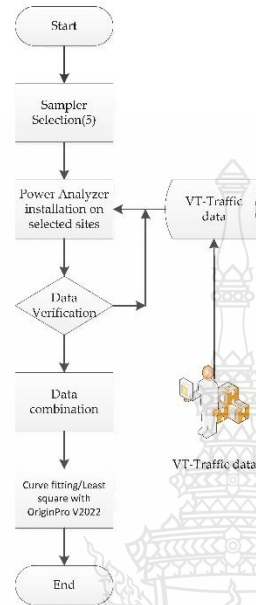 Start
Sampler
Selection(5)
Power Analyzer
installation on
selected sites
VT-Traffic
data
Data
Verification
Data
combination
VT-Traffic data
Curve fitting/Least
square with
OriginPro V2022
End